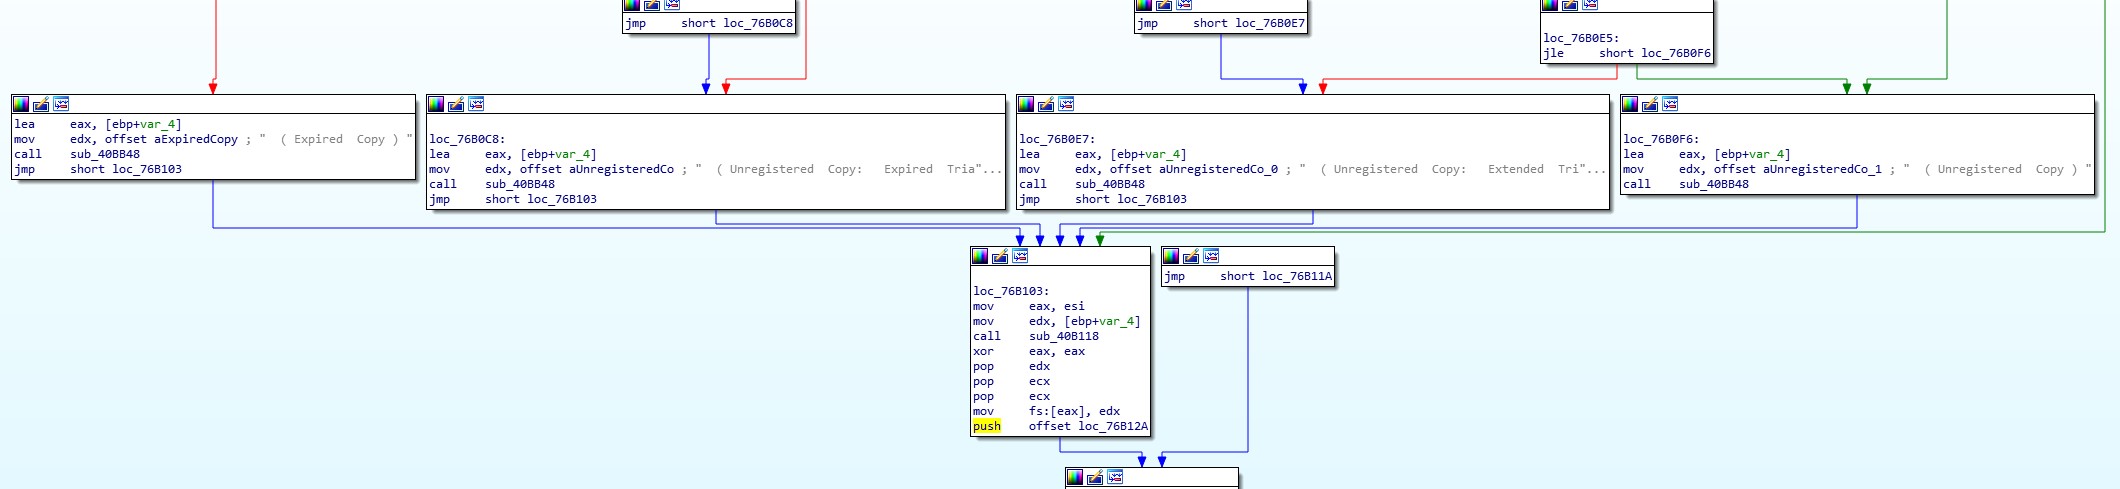 jmp     short loc_76B0C8
jmp     short loc_76B0E7
loc_76B0E5:
jle     short loc_76B0F6
lea     eax, [ebp+var_4]
mov     edx, offset aExpiredCopy ; "  ( Expired  Copy ) "
call    sub_40BB48
jmp     short loc_76B103
loc_76B0C8:
lea     eax, [ebp+var_4]
mov     edx, offset aUnregisteredCo ; "  ( Unregistered  Copy:   Expired  Tria"...
call    sub_40BB48
jmp     short loc_76B103
loc_76B0E7:
lea     eax, [ebp+var_4]
mov     edx, offset aUnregisteredCo_0 ; "  ( Unregistered  Copy:   Extended  Tri"...
call    sub_40BB48
jmp     short loc_76B103
loc_76B0F6:
lea     eax, [ebp+var_4]
mov     edx, offset aUnregisteredCo_1 ; "  ( Unregistered  Copy ) "
call    sub_40BB48
loc_76B103:
mov     eax, esi
mov     edx, [ebp+var_4]
call    sub_40B118
xor     eax, eax
pop     edx
pop     ecx
pop     ecx
mov     fs:[eax], edx
push    offset loc_76B12A
jmp     short loc_76B11A